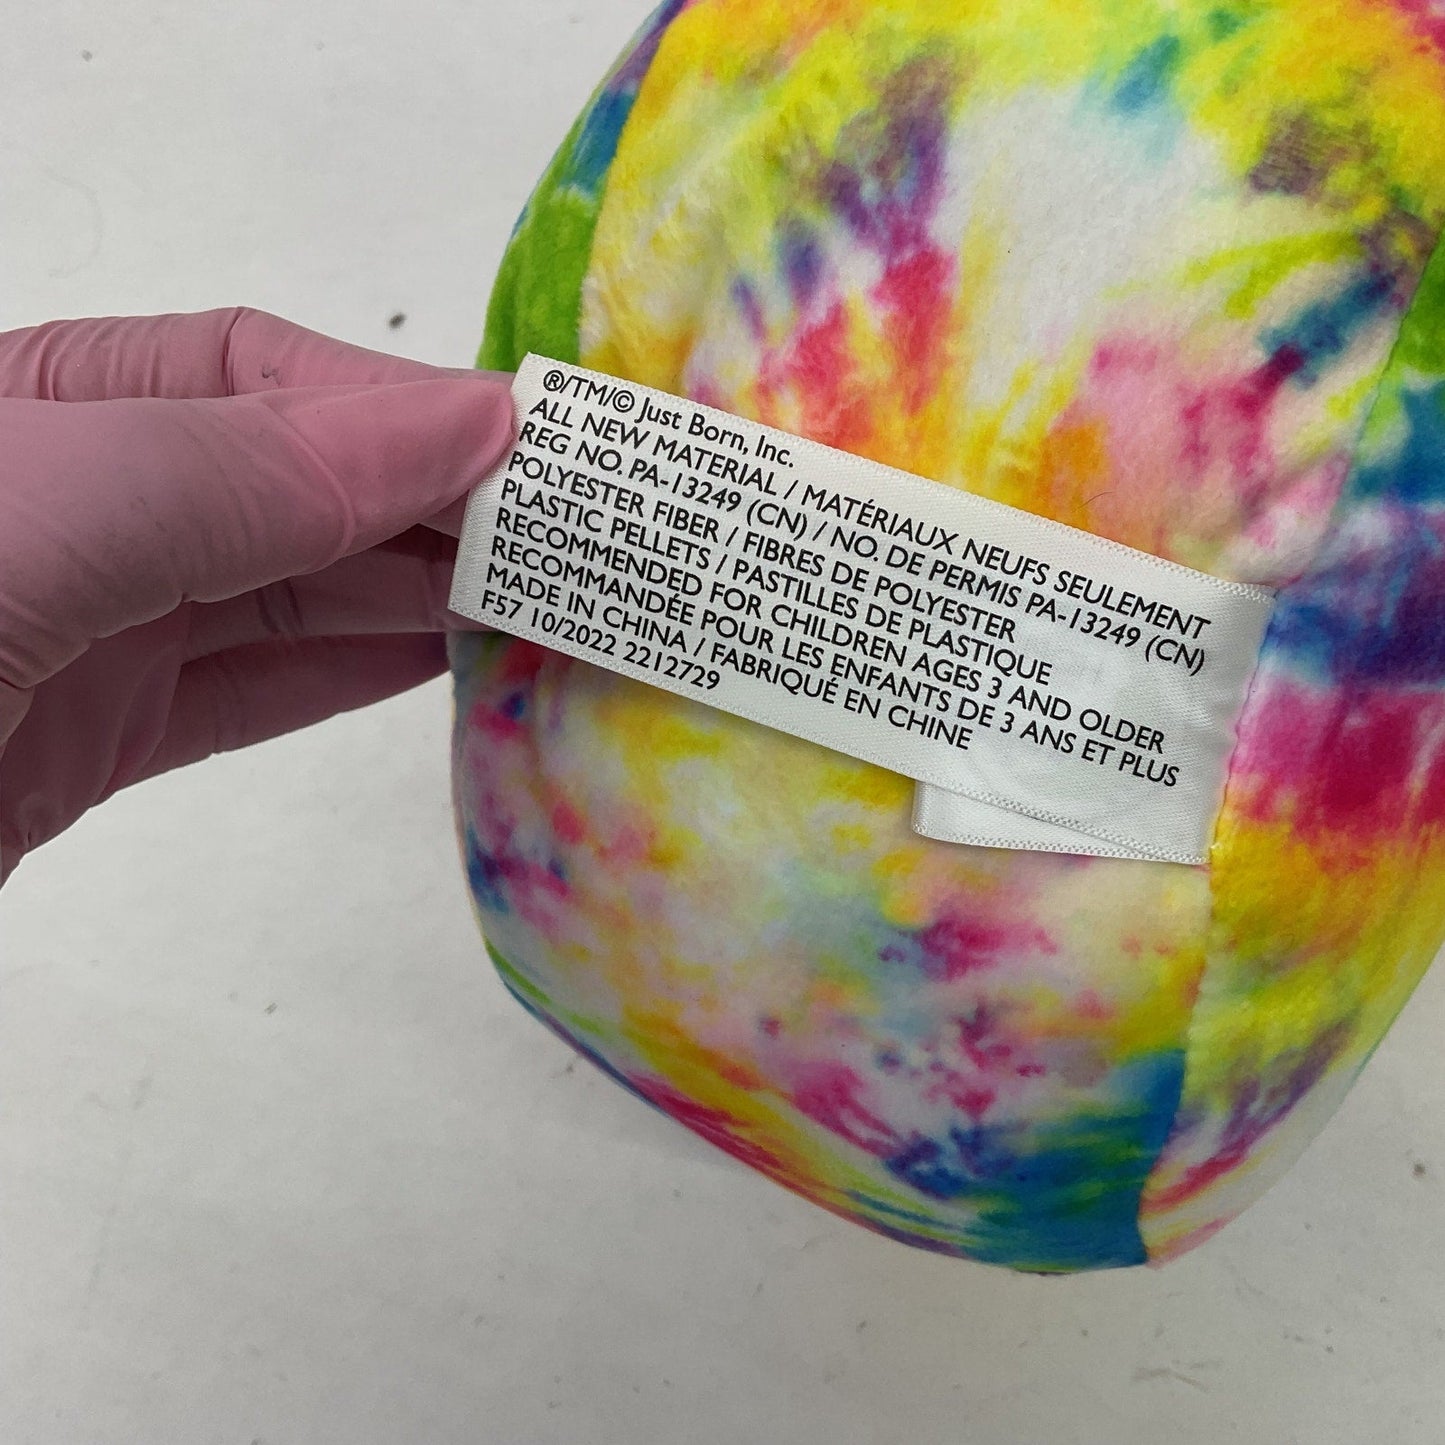 ®/TM/© Just Born, Inc.
ALL NEW MATERIAL / MATÉRIAUX NEUFS SEULEMENT
REG NO. PA-13249 (CN) / NO. DE PERMIS PA-13249 (CN)
POLYESTER FIBER / FIBRES DE POLYESTER
PLASTIC PELLETS / PASTILLES DE PLASTIQUE
RECOMMENDED FOR CHILDREN AGES 3 AND OLDER
RECOMMANDÉE POUR LES ENFANTS DE 3 ANS ET PLUS
MADE IN CHINA / FABRIQUÉ EN CHINE
F57 10/2022 2212729